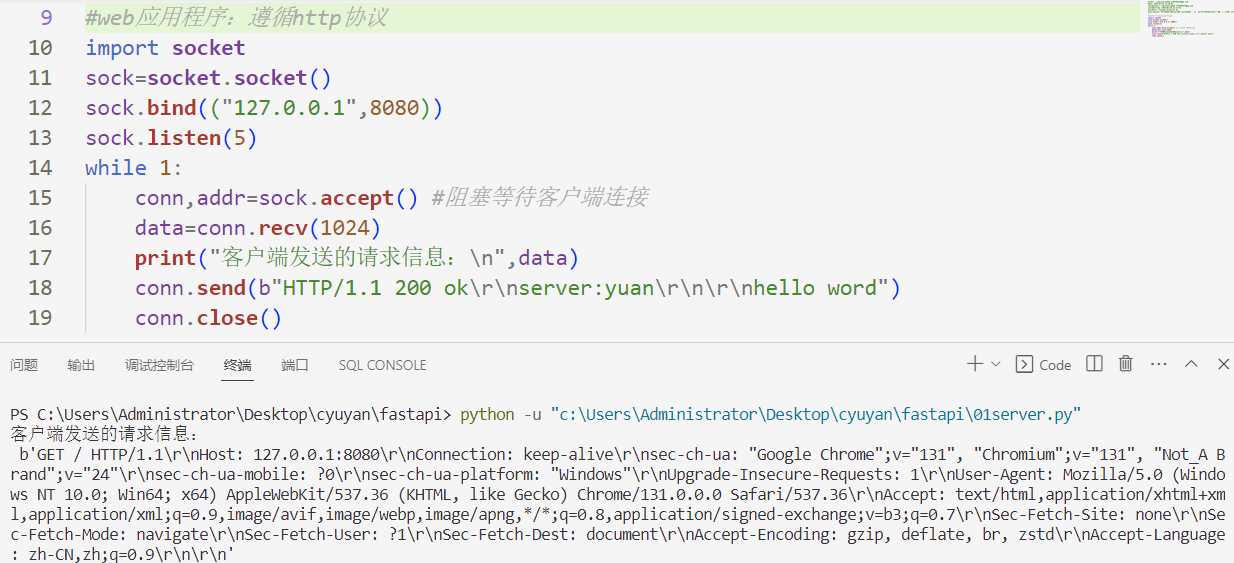 9 #web应用程序：遵循http协议
10 import socket
11 sock=socket.socket()
12 sock.bind(("127.0.0.1",8080))
13 sock.listen(5)
14 while 1:
15 conn,addr=sock.accept() #阻塞等待客户端连接
16 data=conn.recv(1024)
17 print("客户端发送的请求信息：\n",data)
18 conn.send(b"HTTP/1.1 200 ok\r\nserver:yuan\r\n\r\nhello word")
19 conn.close()
问题 输出 调试控制台 终端 端口 SQL CONSOLE Code
PS C:\Users\Administrator\Desktop\cyuyan\fastapi> python -u "c:\Users\Administrator\Desktop\cyuyan\fastapi\01server.py"
客户端发送的请求信息：
b'GET / HTTP/1.1\r\nHost: 127.0.0.1:8080\r\nConnection: keep-alive\r\nsec-ch-ua: "Google Chrome";v="131", "Chromium";v="131", "Not_A B
rand";v="24"\r\nsec-ch-ua-mobile: ?0\r\nsec-ch-ua-platform: "Windows"\r\nUpgrade-Insecure-Requests: 1\r\nUser-Agent: Mozilla/5.0 (Windo
ws NT 10.0; Win64; x64) AppleWebKit/537.36 (KHTML, like Gecko) Chrome/131.0.0.0 Safari/537.36\r\nAccept: text/html,application/xhtml+xm
l,application/xml;q=0.9,image/avif,image/webp,image/apng,*/*;q=0.8,application/signed-exchange;v=b3;q=0.7\r\nSec-Fetch-Site: none\r\nSe
c-Fetch-Mode: navigate\r\nSec-Fetch-User: ?1\r\nSec-Fetch-Dest: document\r\nAccept-Encoding: gzip, deflate, br, zstd\r\nAccept-Language
: zh-CN,zh;q=0.9\r\n\r\n'